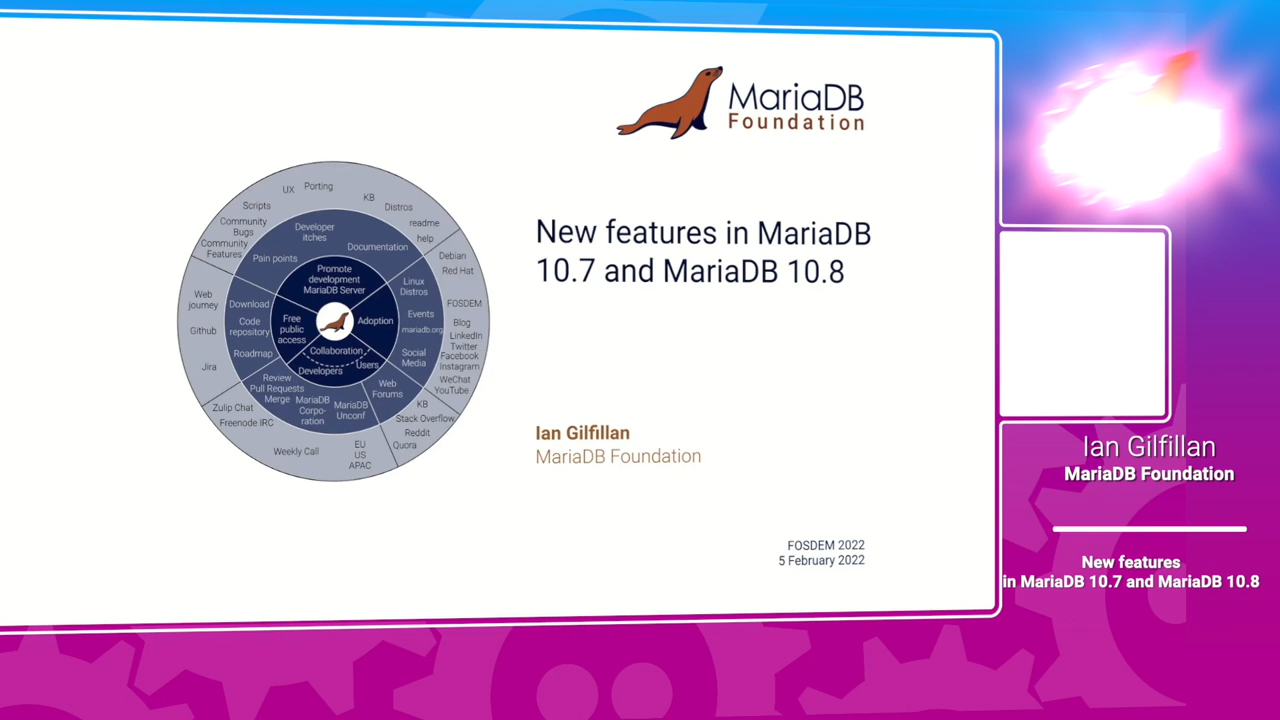 MariaDB
Foundation
New features in MariaDB
10.7 and MariaDB 10.8
Ian Gilfillan
MariaDB Foundation
FOSDEM 2022
5 February 2022
UX
Porting
KB
Distros
readme
help
Scripts
Community
Bugs
Community
Features
Developer
itches
Documentation
Pain points
Promote
development
MariaDB Server
Debian
Red Hat
FOSDEM
Blog
LinkedIn
Twitter
Facebook
Instagram
WeChat
YouTube
Linux
Distros
Events
mariadb.org
Social
Media
Adoption
Web
journey
Github
Jira
Download
Code
repository
Roadmap
Free
public
access
Collaboration
Developers
Users
Review
Pull Requests
Merge
MariaDB
Corpo-
ration
MariaDB
Unconf
Web
Forums
KB
Stack Overflow
Reddit
Quora
Zulip Chat
Freenode IRC
Weekly Call
EU
US
APAC
Ian Gilfillan
MariaDB Foundation
New features
in MariaDB 10.7 and MariaDB 10.8